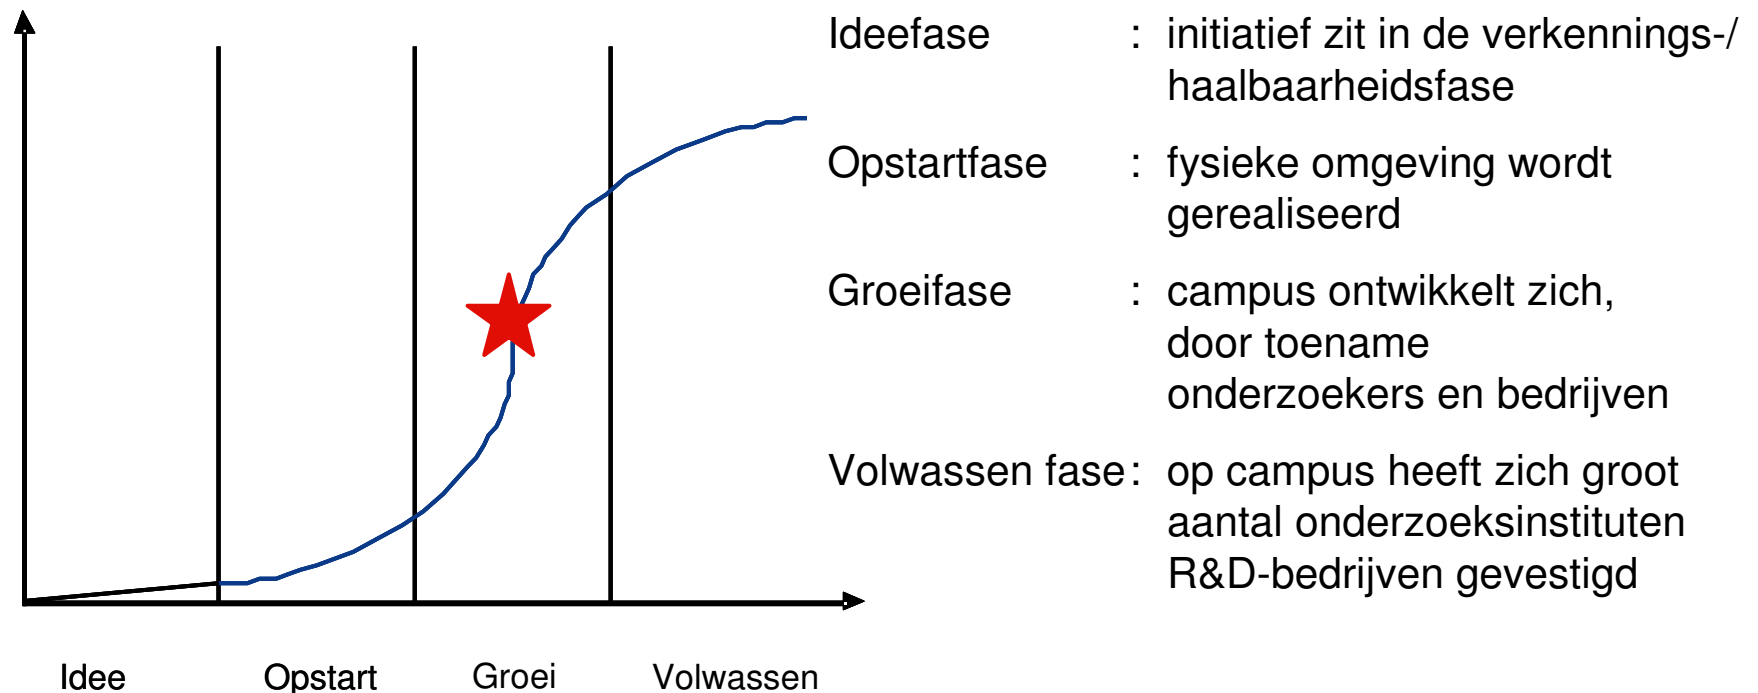 Ideefase : initiatief zit in de verkennings-/
haalbaarheidsfase
Opstartfase : fysieke omgeving wordt
gerealiseerd
Groeifase : campus ontwikkelt zich,
door toename
onderzoekers en bedrijven
Volwassen fase : op campus heeft zich groot
aantal onderzoeksinstituten
R&D-bedrijven gevestigd
Idee Opstart Groei Volwassen